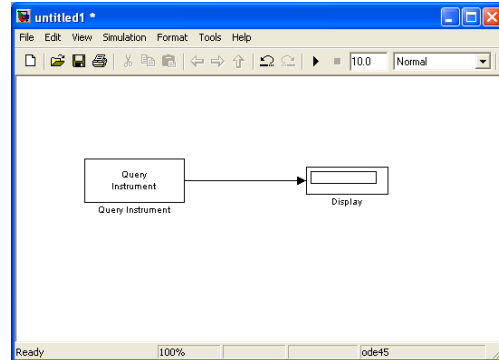 untitled1 *
File Edit View Simulation Format Tools Help
10.0 Normal
Query
Instrument
Query Instrument
Display
Ready 100% ode45